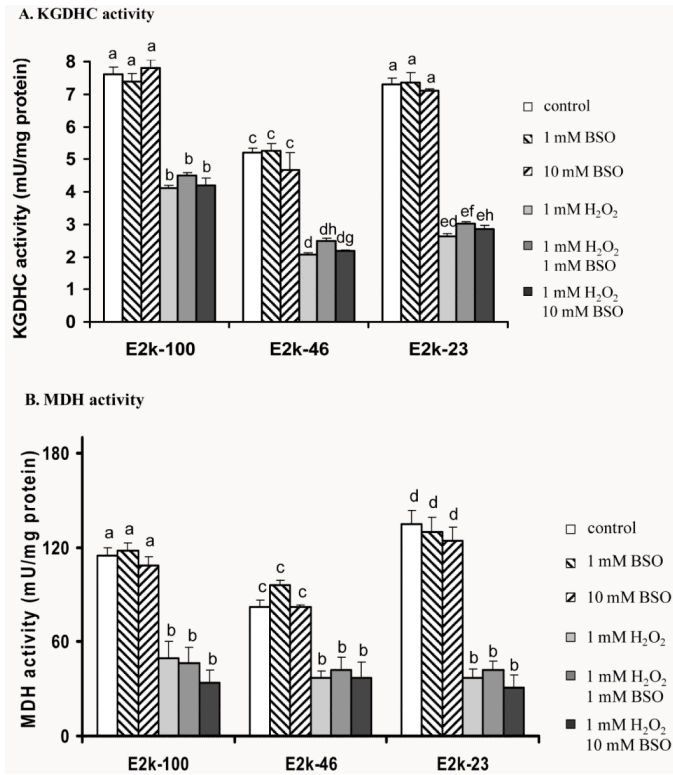 A. KGDHC activity
KGDHC activity (mU/mg protein)
8
7
6
5
4
3
2
1
0
a a a b b b
c c c d dh dg
a a a ed ef eh
E2k-100 E2k-46 E2k-23
control
1 mM BSO
10 mM BSO
1 mM H₂O₂
1 mM H₂O₂
1 mM BSO
1 mM H₂O₂
10 mM BSO
B. MDH activity
MDH activity (mU/mg protein)
180
120
60
0
a a a b b b
c c c b b b
d d d b b b
E2k-100 E2k-46 E2k-23
control
1 mM BSO
10 mM BSO
1 mM H₂O₂
1 mM H₂O₂
1 mM BSO
1 mM H₂O₂
10 mM BSO